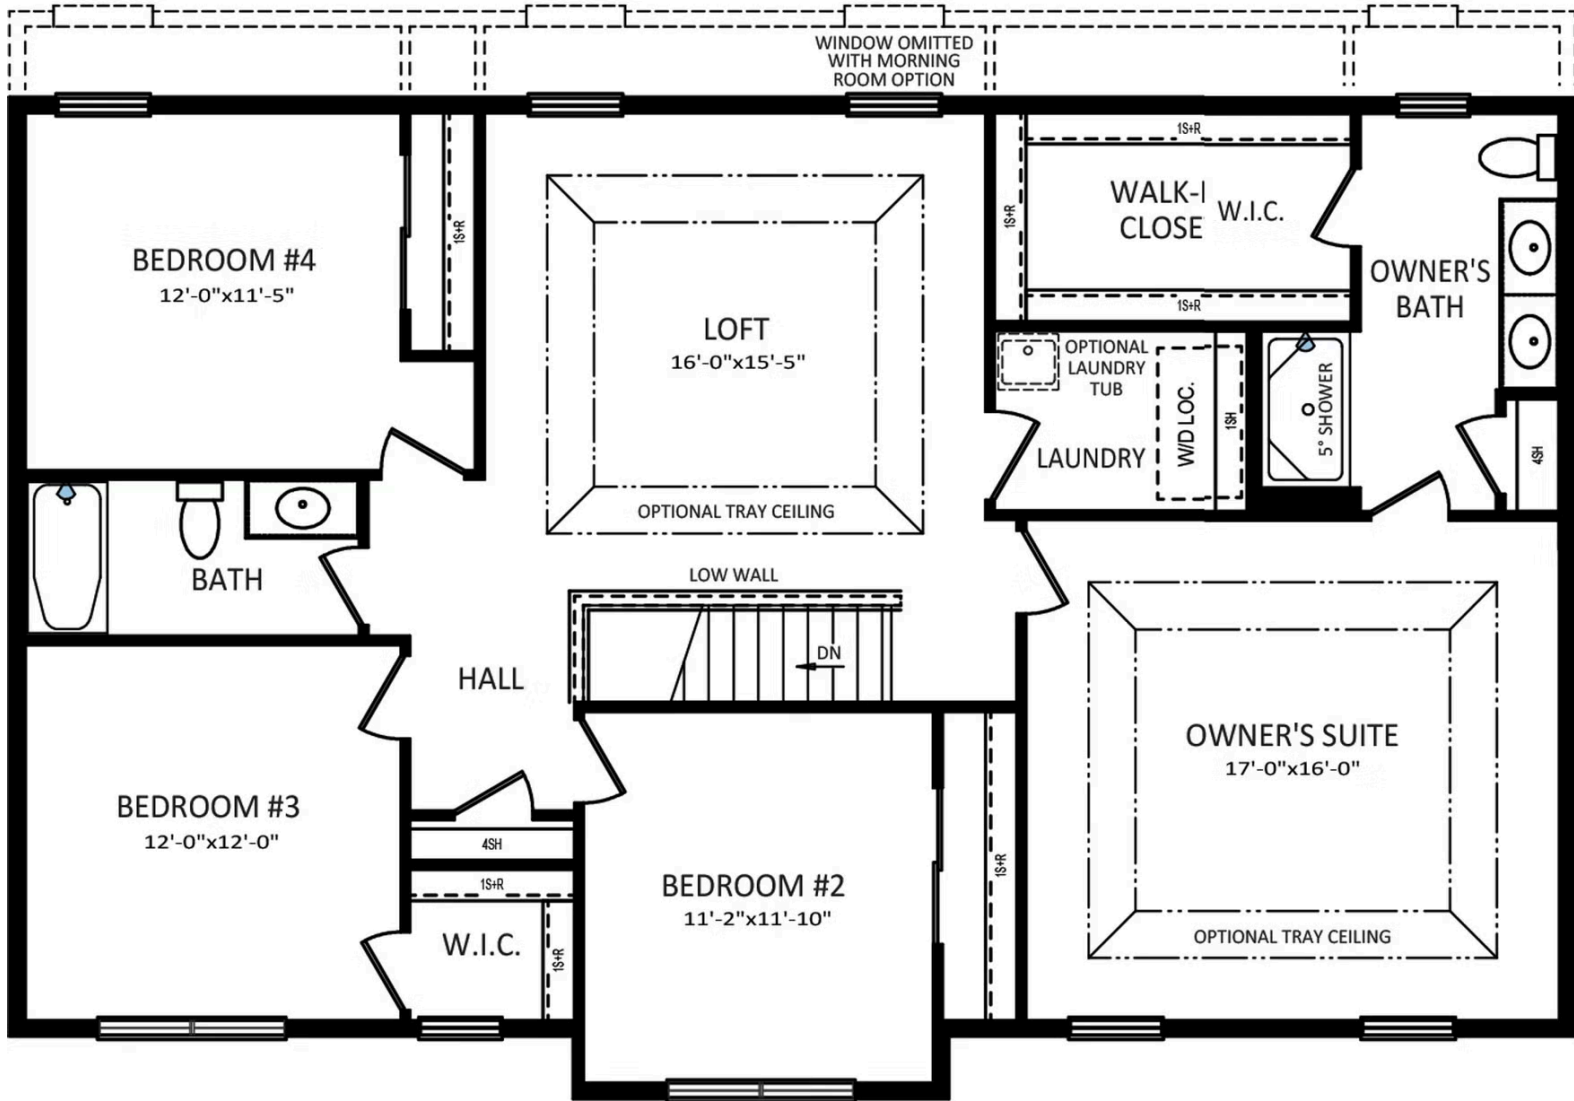 WINDOW OMITTED
WITH MORNING
ROOM OPTION
BEDROOM #4
12'-0"x11'-5"
1S+R
LOFT
16'-0"x15'-5"
OPTIONAL TRAY CEILING
1S+R
1S+R
WALK-I
CLOSE
W.I.C.
1S+R
OWNER'S
BATH
OPTIONAL
LAUNDRY
TUB
LAUNDRY
W/D LOC.
1SH
5° SHOWER
4SH
BATH
LOW WALL
DN
HALL
BEDROOM #3
12'-0"x12'-0"
4SH
1S+R
W.I.C.
1S+R
BEDROOM #2
11'-2"x11'-10"
1S+R
OWNER'S SUITE
17'-0"x16'-0"
OPTIONAL TRAY CEILING